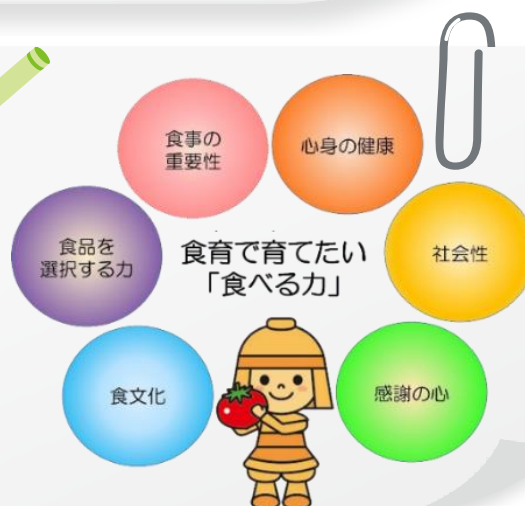 食事の
重要性
心身の健康
食品を
選択する力
食育で育てたい
「食べる力」
社会性
食文化
感謝の心